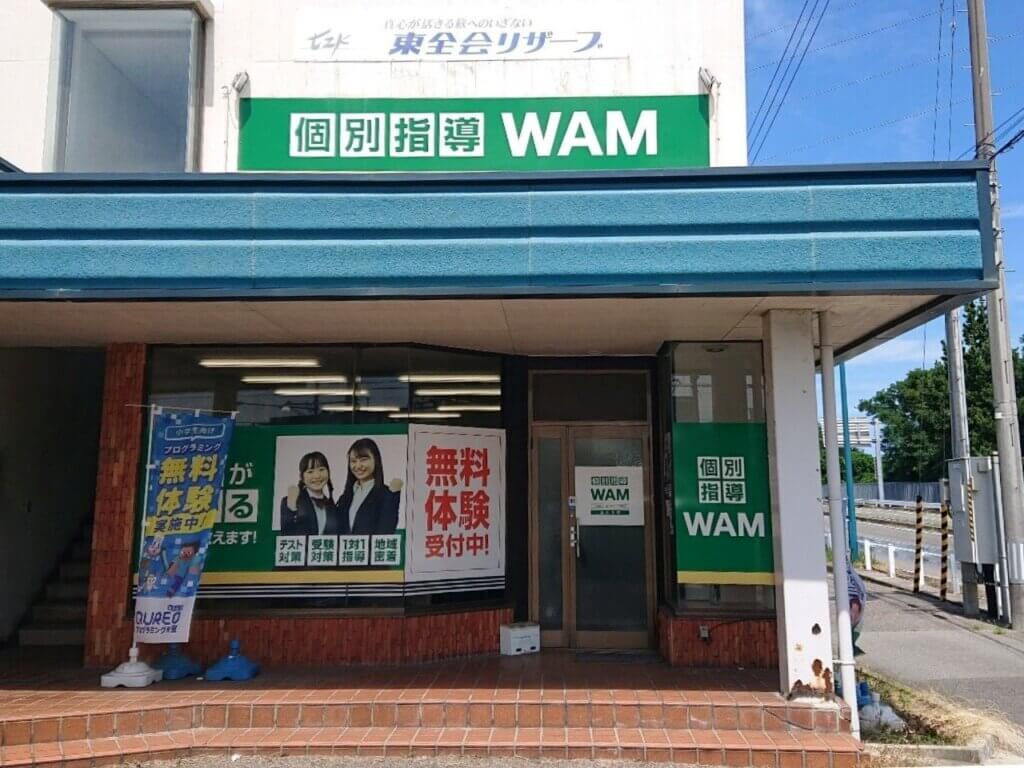 真心が活きる旅へのいざない
東全会リザーブ
個別指導 WAM
小学生向け
プログラミング
無料
体験
実施中!
QUREO
プログラミング教室
が
る
えます!
テスト
対策
受験
対策
1対1
指導
地域
密着
無料
体験
受付中!
個別指導
WAM
個別
指導
WAM